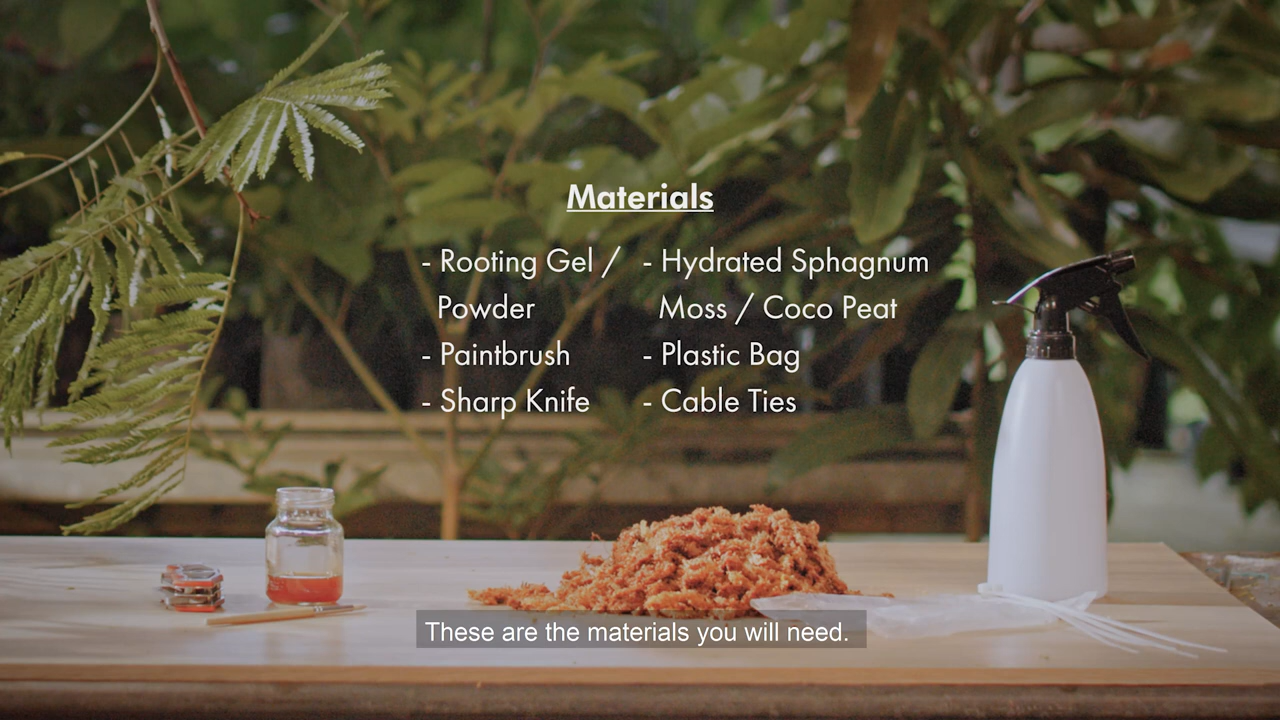 Materials
- Rooting Gel /
Powder
- Paintbrush
- Sharp Knife
- Hydrated Sphagnum
Moss / Coco Peat
- Plastic Bag
- Cable Ties
These are the materials you will need.